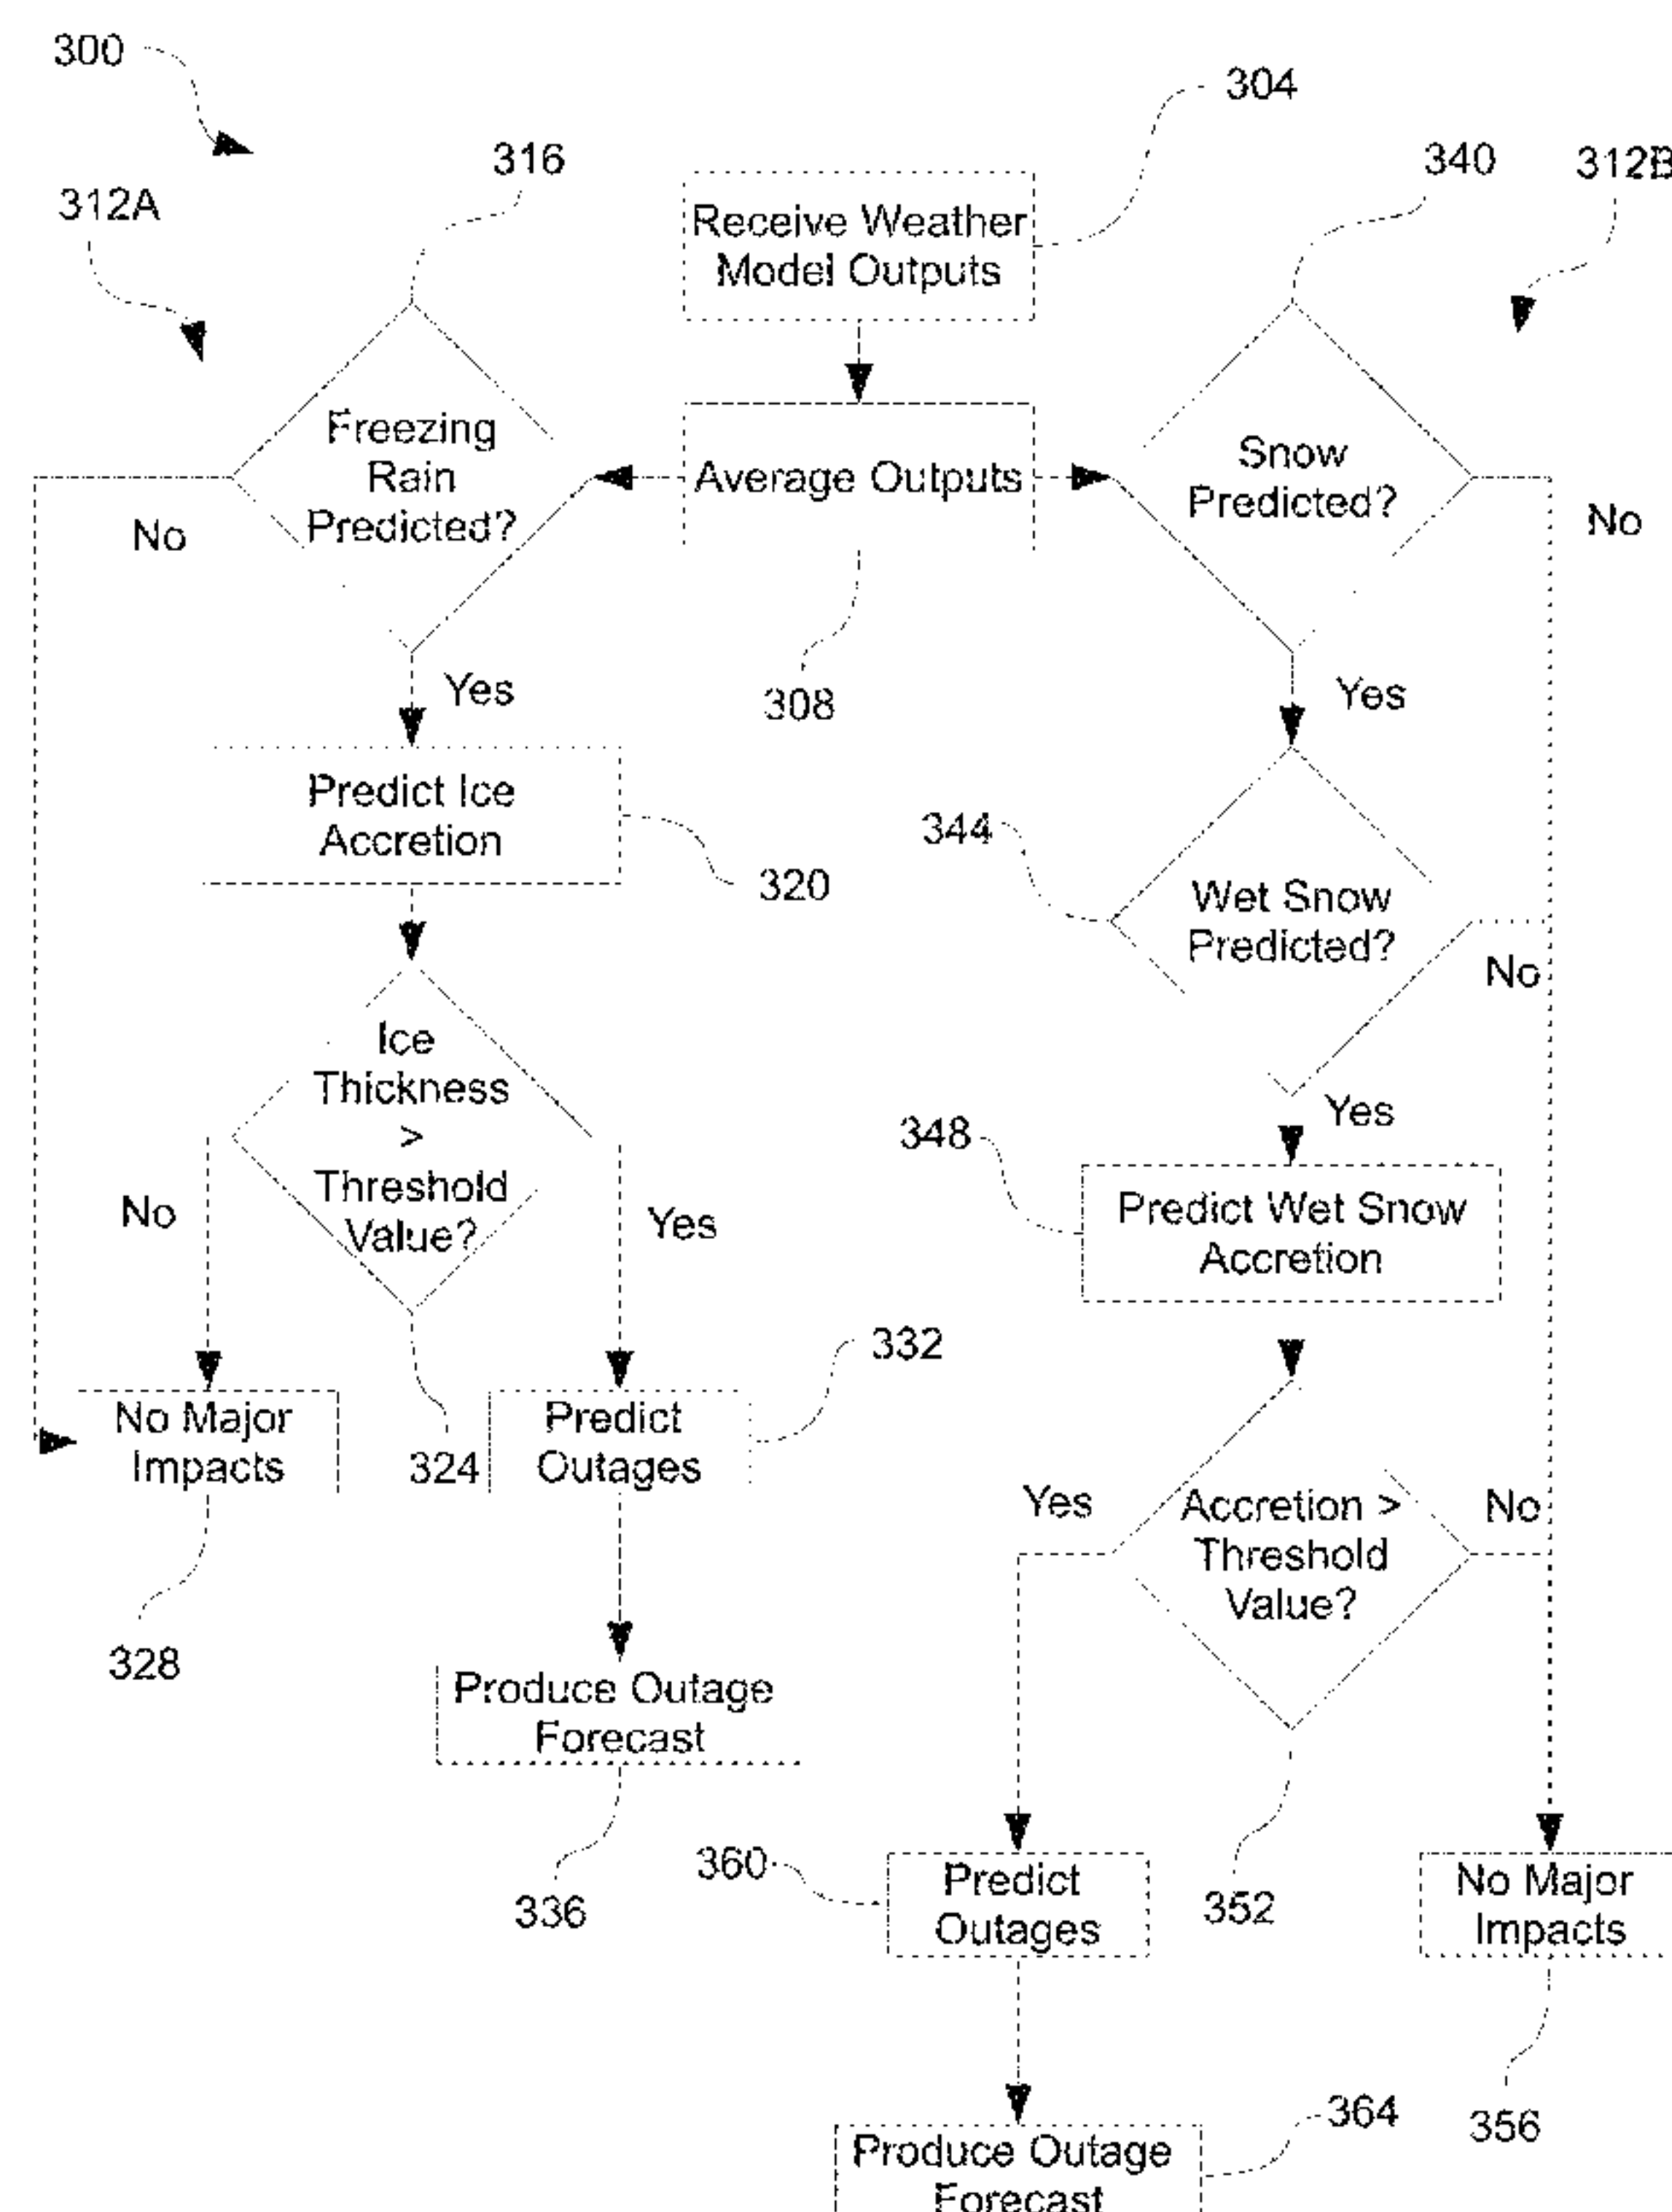 300
304
316
340
312B
312A
Receive Weather
Model Outputs
Freezing
Rain
Predicted?
Average Outputs
Snow
Predicted?
No
No
Yes
308
Yes
Predict Ice
Accretion
344
320
Wet Snow
Predicted?
No
Ice
Thickness
>
Threshold
Value?
Yes
348
No
Yes
Predict Wet Snow
Accretion
332
No Major
Impacts
324
Predict
Outages
Yes
Accretion >
Threshold
Value?
No
328
Produce Outage
Forecast
336
360
Predict
Outages
352
No Major
Impacts
364
356
Produce Outage
Forecast